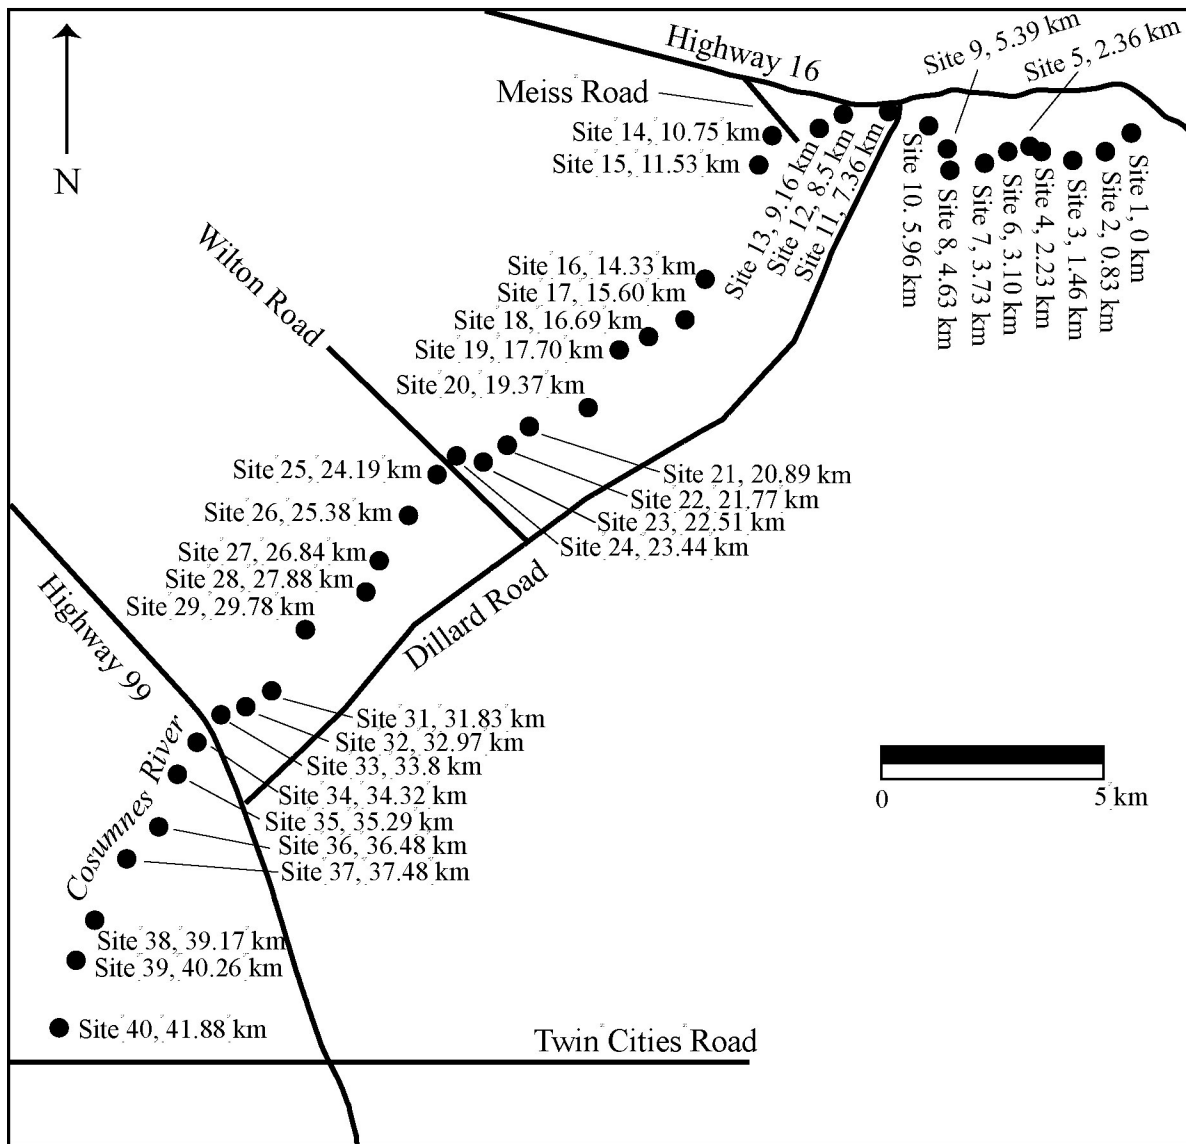 Highway 16
Site 9, 5.39 km
Site 5, 2.36 km
Meiss Road
Site 14, 10.75 km
Site 15, 11.53 km
N
Site 13, 9.16 km
Site 12, 8.5 km
Site 11, 7.36 km
Site 10. 5.96 km
Site 8, 4.63 km
Site 7, 3.73 km
Site 6, 3.10 km
Site 4, 2.23 km
Site 3, 1.46 km
Site 2, 0.83 km
Site 1, 0 km
Wilton Road
Site 16, 14.33 km
Site 17, 15.60 km
Site 18, 16.69 km
Site 19, 17.70 km
Site 20, 19.37 km
Site 21, 20.89 km
Site 22, 21.77 km
Site 23, 22.51 km
Site 24, 23.44 km
Site 25, 24.19 km
Site 26, 25.38 km
Site 27, 26.84 km
Site 28, 27.88 km
Site 29, 29.78 km
Dillard Road
Highway 99
Cosumnes River
Site 31, 31.83 km
Site 32, 32.97 km
Site 33, 33.8 km
Site 34, 34.32 km
Site 35, 35.29 km
Site 36, 36.48 km
Site 37, 37.48 km
0 5 km
Site 38, 39.17 km
Site 39, 40.26 km
Site 40, 41.88 km
Twin Cities Road